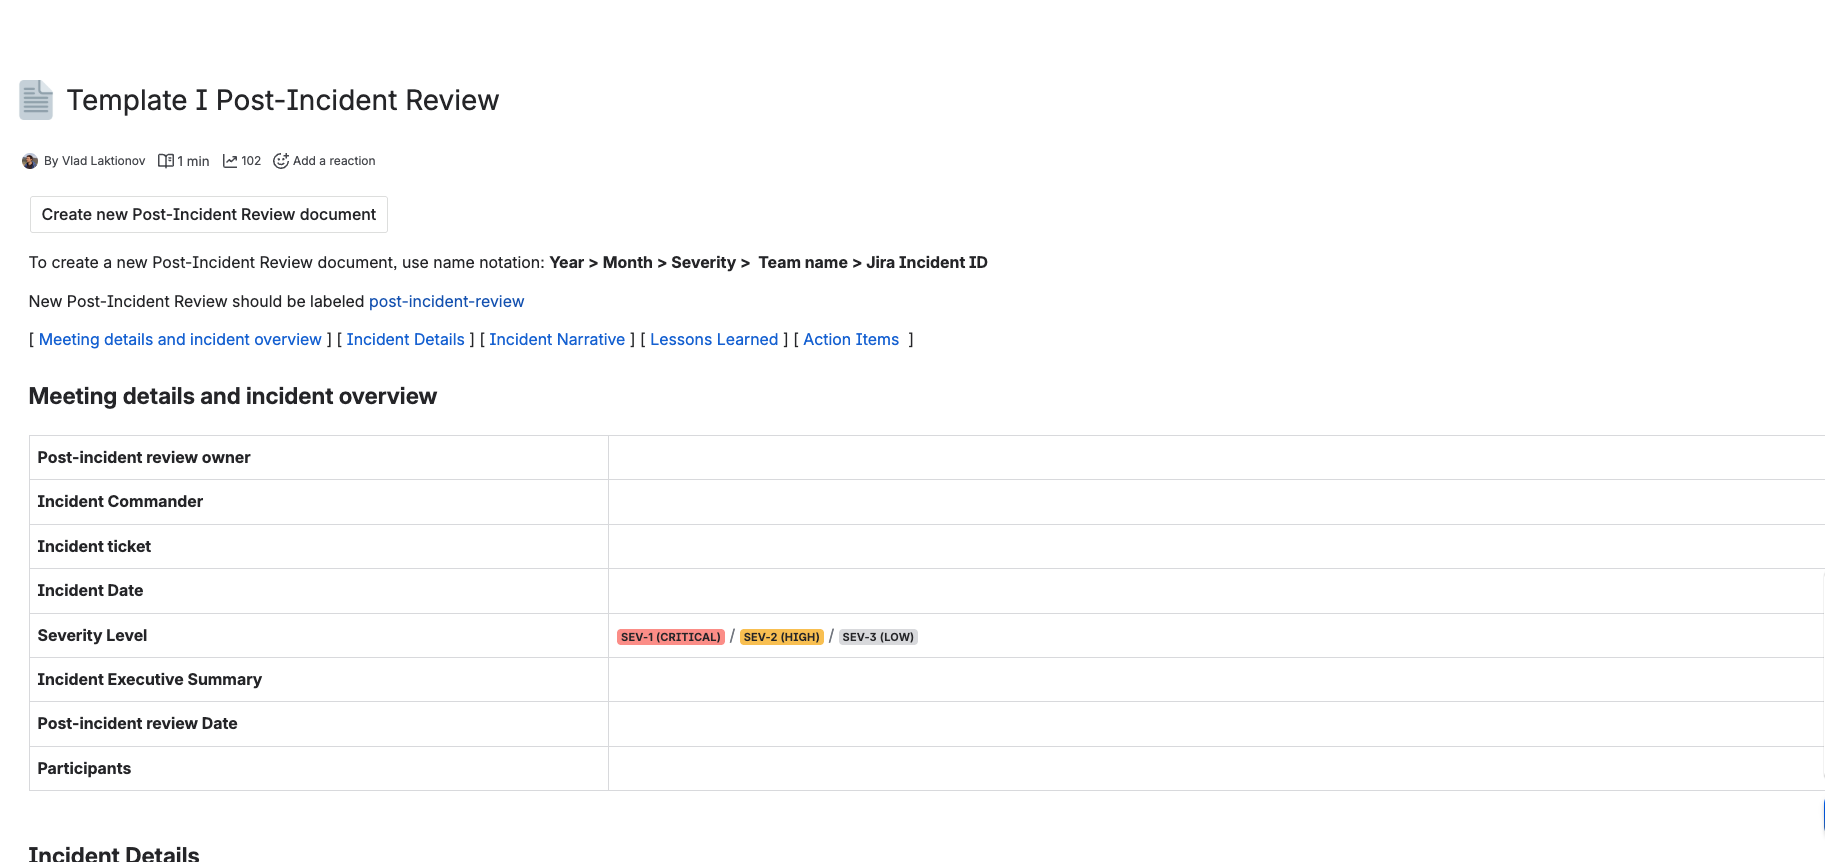 Template I Post-Incident Review
By Vlad Laktionov 1 min 102 Add a reaction
Create new Post-Incident Review document
To create a new Post-Incident Review document, use name notation: Year > Month > Severity > Team name > Jira Incident ID
New Post-Incident Review should be labeled post-incident-review
[ Meeting details and incident overview ] [ Incident Details ] [ Incident Narrative ] [ Lessons Learned ] [ Action Items ]
Meeting details and incident overview
Post-incident review owner
Incident Commander
Incident ticket
Incident Date
Severity Level SEV-1 (CRITICAL) / SEV-2 (HIGH) / SEV-3 (LOW)
Incident Executive Summary
Post-incident review Date
Participants
Incident Details